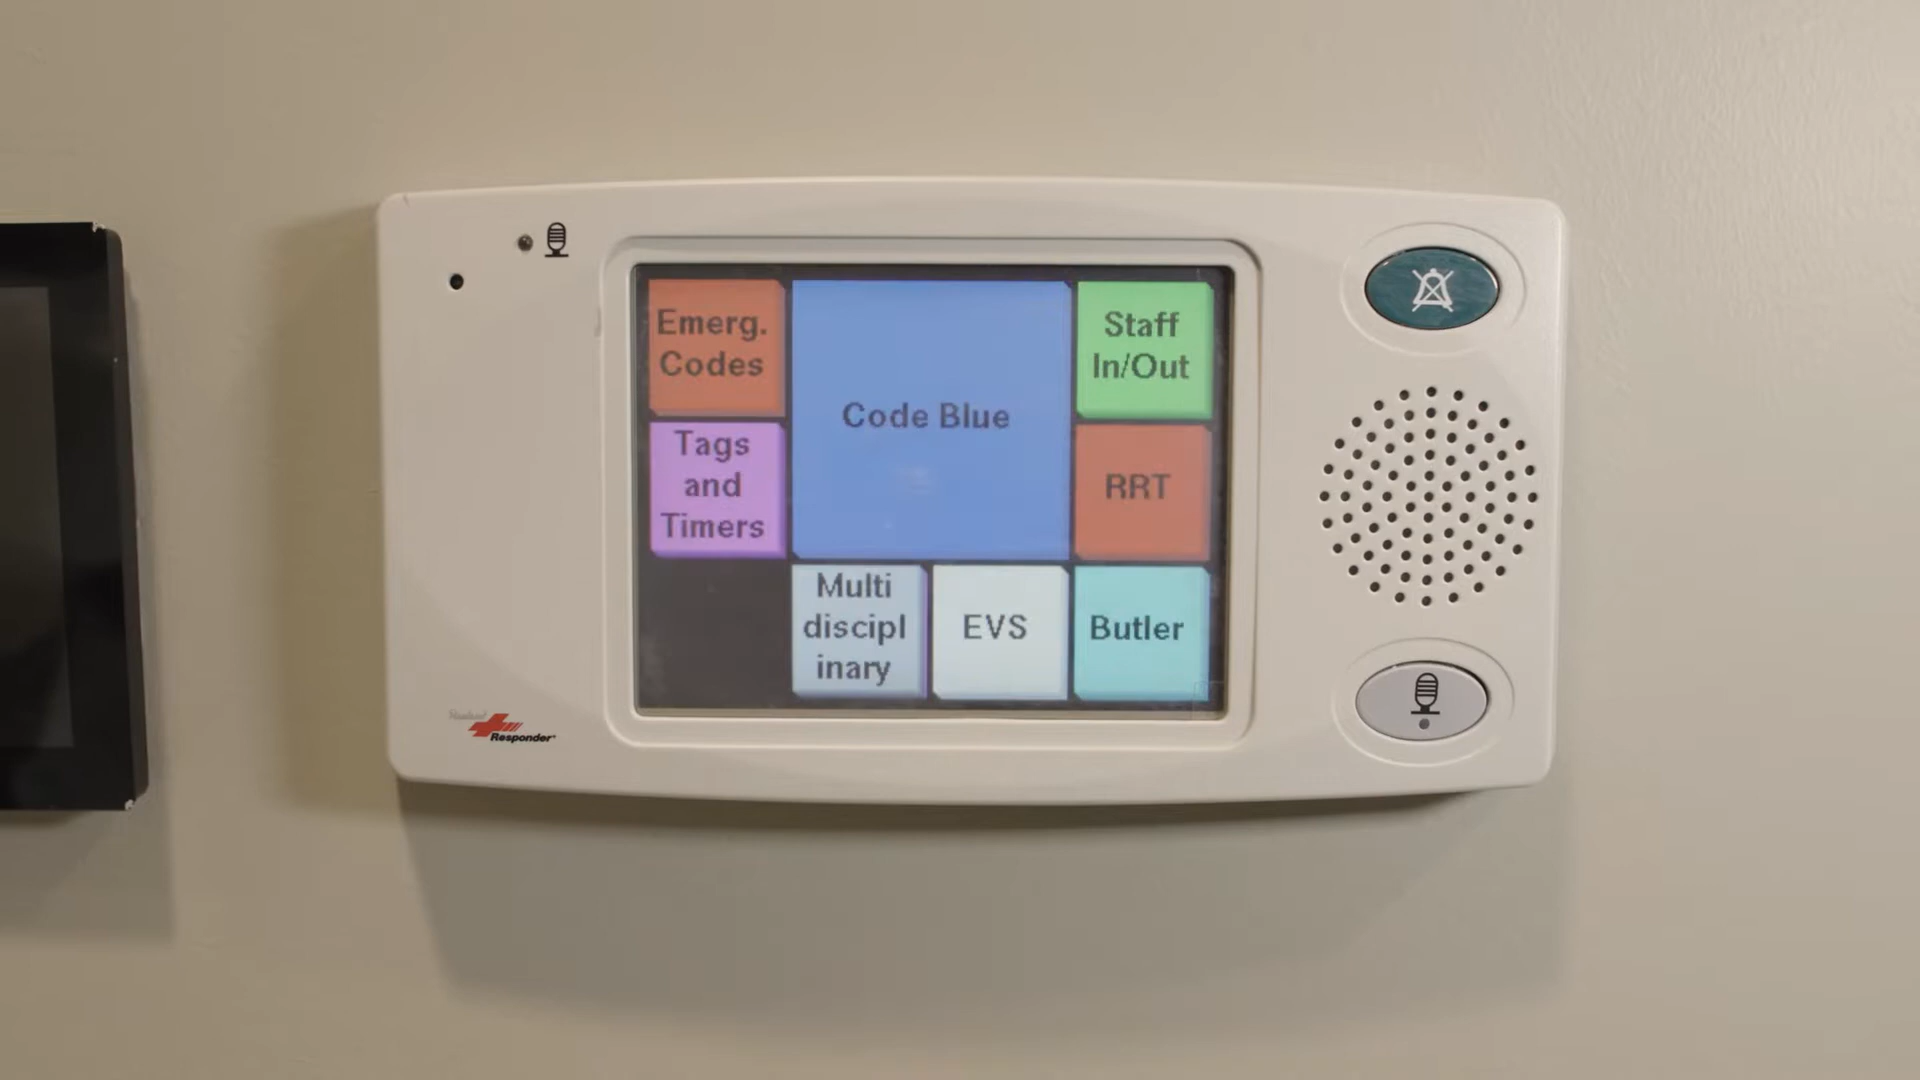 Emerg.
Codes
Code Blue
Staff
In/Out
Tags
and
Timers
RRT
Multi
discipl
inary
EVS
Butler
Responder